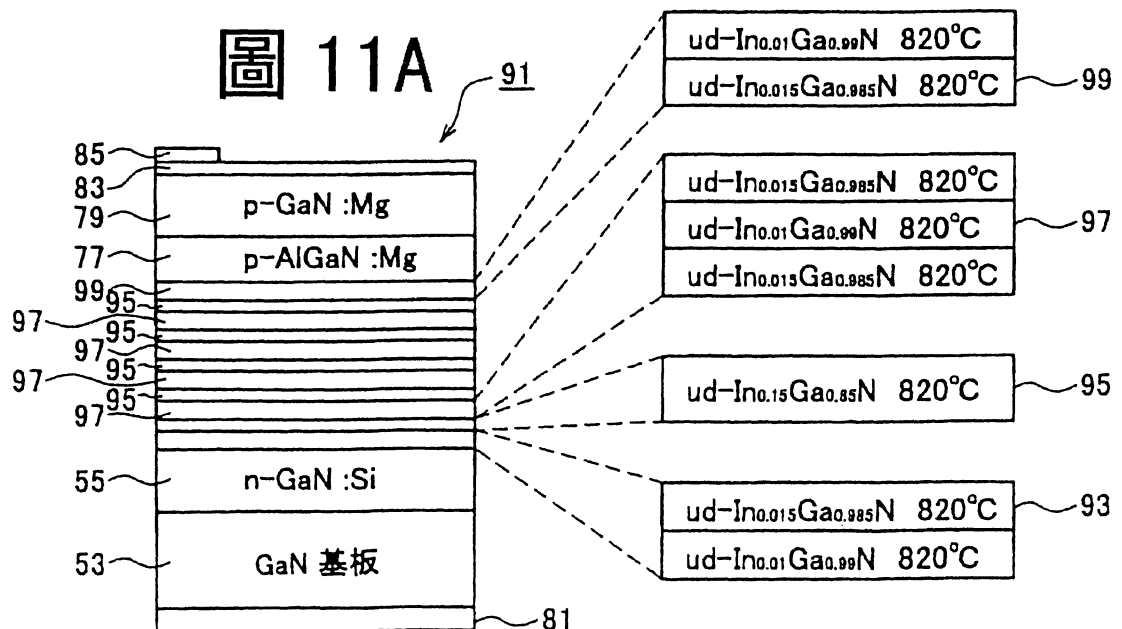 圖 11A
91
85
83
79
p-GaN :Mg
77
p-AlGaN :Mg
99
95
97
95
97
95
97
95
97
55
n-GaN :Si
53
GaN 基板
81
ud-In0.01Ga0.99N 820°C
ud-In0.015Ga0.985N 820°C
99
ud-In0.015Ga0.985N 820°C
ud-In0.01Ga0.99N 820°C
97
ud-In0.015Ga0.985N 820°C
ud-In0.15Ga0.85N 820°C
95
ud-In0.015Ga0.985N 820°C
93
ud-In0.01Ga0.99N 820°C